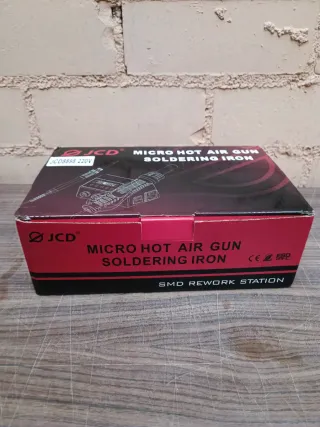 JCD®
MICRO HOT AIR GUN
SOLDERING IRON
JCD8898 220V
JCD®
MICRO HOT AIR GUN
SOLDERING IRON
CE
SMD REWORK STATION